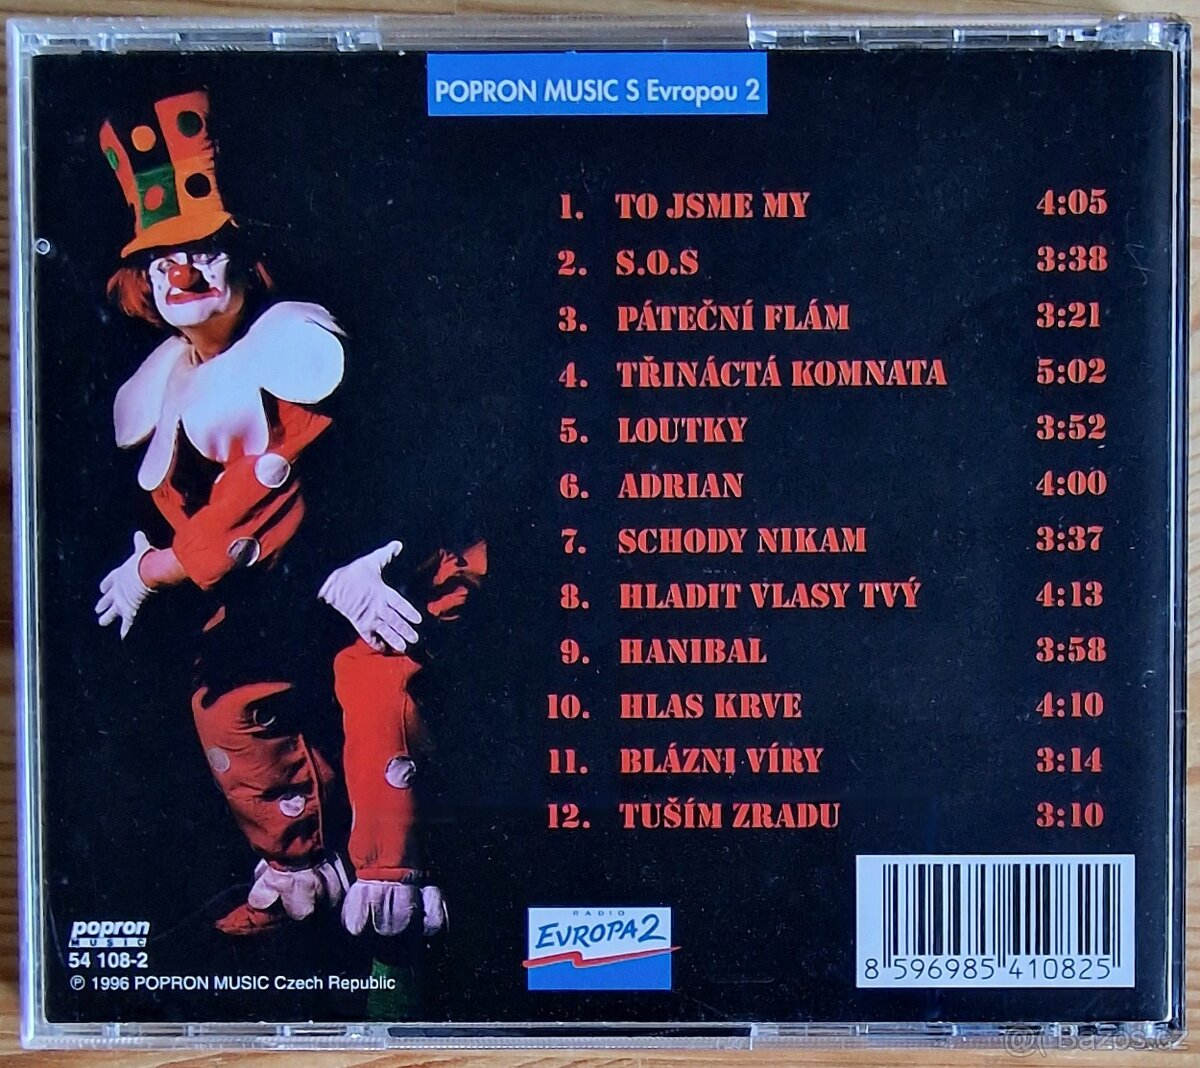 POPRON MUSIC S Evropou 2
1. TO JSME MY 4:05
2. S.O.S 3:38
3. PÁTEČNÍ FLÁM 3:21
4. TŘINÁCTÁ KOMNATA 5:02
5. LOUTKY 3:52
6. ADRIAN 4:00
7. SCHODY NIKAM 3:37
8. HLADIT VLASY TVÝ 4:13
9. HANIBAL 3:58
10. HLAS KRVE 4:10
11. BLÁZNI VÍRY 3:14
12. TUŠÍM ZRADU 3:10
popron
MUSIC
54 108-2
℗ 1996 POPRON MUSIC Czech Republic
RADIO
EVROPA 2
8 596985 410825
@( Bazos.cz